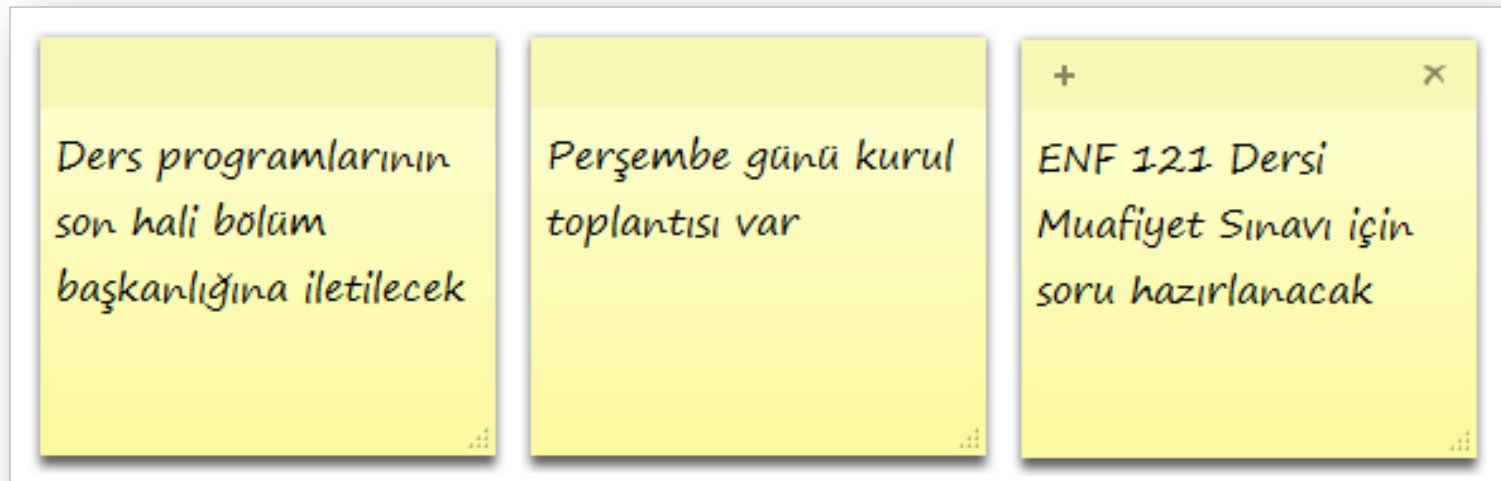 Ders programlarının
son hali bölüm
başkanlığına iletilecek
Perşembe günü kurul
toplantısı var
ENF 121 Dersi
Muafiyet Sınavı için
soru hazırlanacak